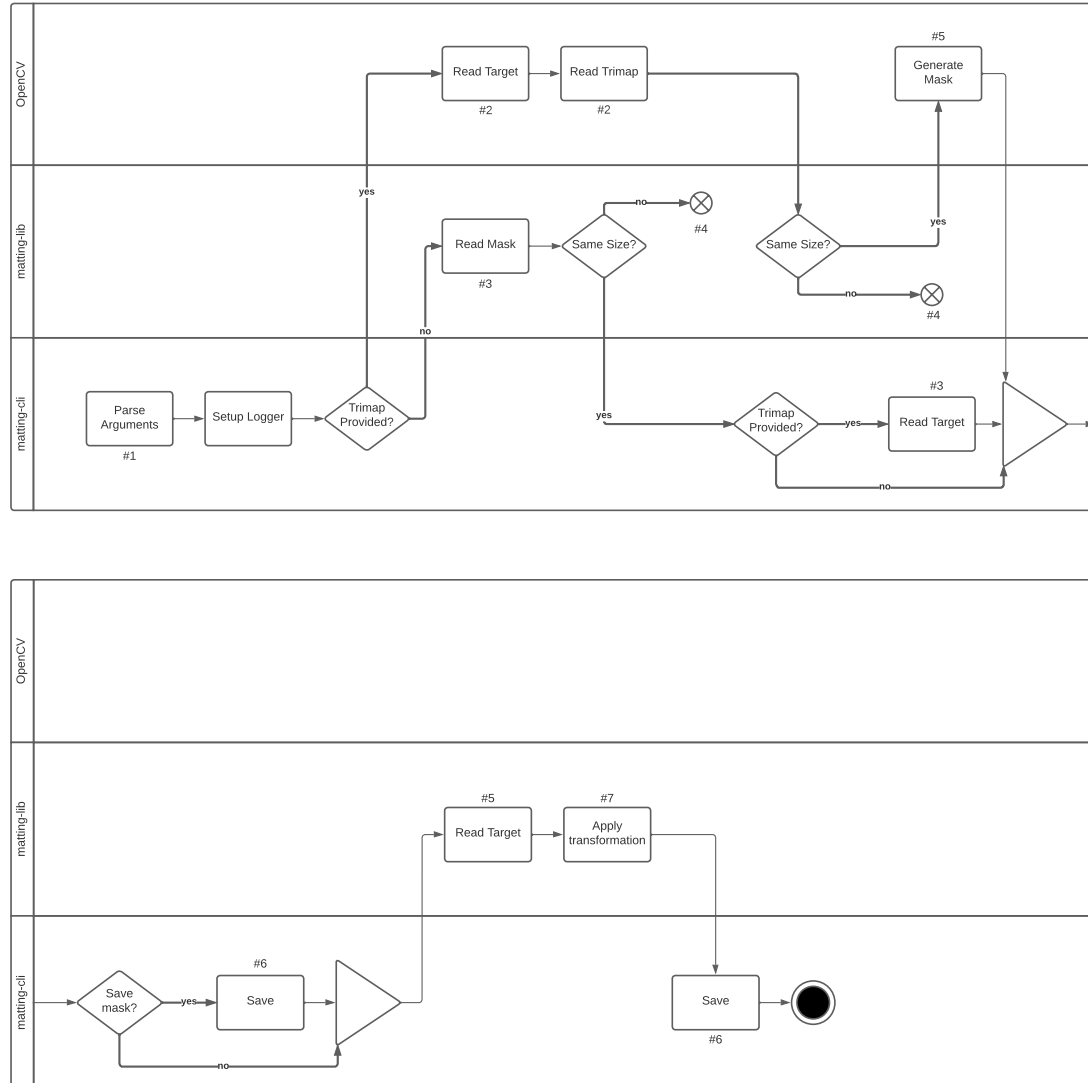 OpenCV
#5
Read Target
Read Trimap
Generate
Mask
#2
#2
matting-lib
yes
no
#4
Read Mask
Same Size?
Same Size?
yes
#3
no
#4
no
matting-cli
Parse
Arguments
Setup Logger
Trimap
Provided?
#1
yes
Trimap
Provided?
yes
#3
Read Target
no
OpenCV
matting-lib
#5
#7
Read Target
Apply
transformation
matting-cli
Save
mask?
yes
#6
Save
no
Save
#6